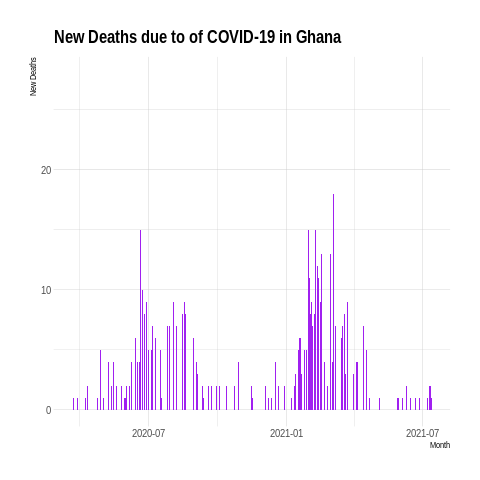 New Deaths due to of COVID-19 in Ghana
New Deaths
20
10
0
2020-07
2021-01
2021-07
Month